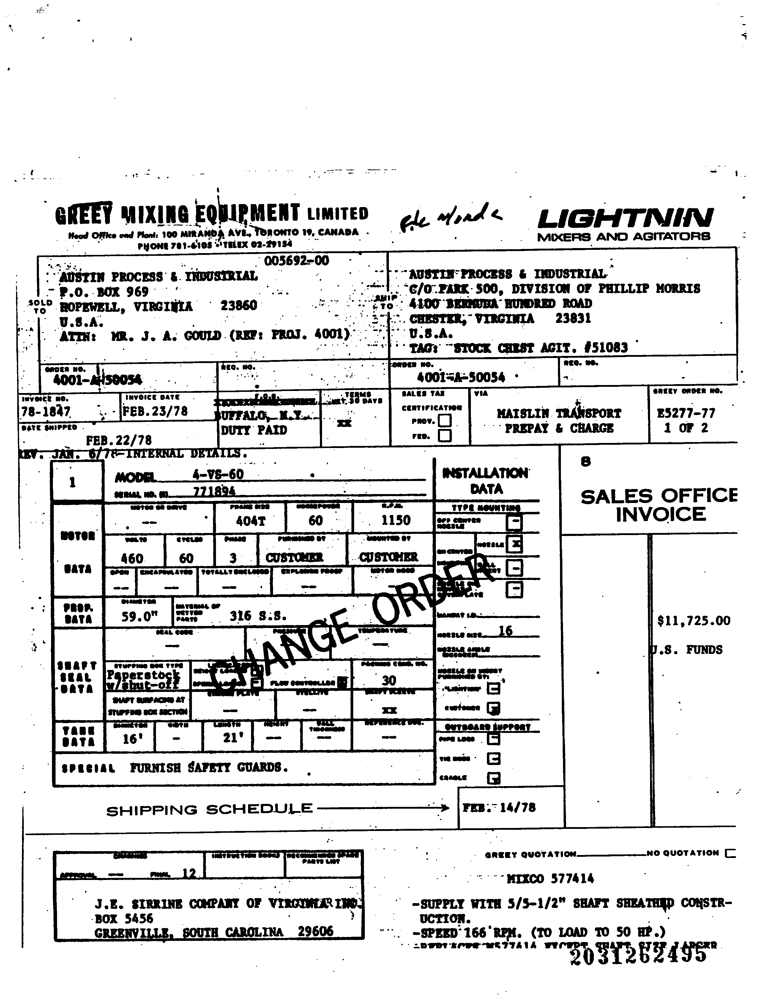 GREEY MIXING EQUIPMENT LIMITED
Head Office and Plant: 100 MIRANDA AVE., TORONTO 19, CANADA
PHONE 781-6105 TELEX 02-29154
LIGHTNIN
MIXERS AND AGITATORS
005692-00
SOLD TO
AUSTIN PROCESS & INDUSTRIAL
P.O. BOX 969
HOPEWELL, VIRGINIA 23860
U.S.A.
ATTN: MR. J. A. GOULD (REF: PROJ. 4001)
SHIP TO
AUSTIN PROCESS & INDUSTRIAL
C/O PARK 500, DIVISION OF PHILLIP MORRIS
4100 BERMUDA HUNDRED ROAD
CHESTER, VIRGINIA 23831
U.S.A.
TAG: STOCK CHEST AGIT. #51083
ORDER NO. REQ. NO. ORDER NO. REQ. NO.
4001-A-50054 4001-A-50054
INVOICE NO. INVOICE DATE F.O.B. TERMS SALES TAX VIA GREEY ORDER NO.
NET 30 DAYS CERTIFICATION
78-1847 FEB.23/78 BUFFALO, N.Y. XX PROV. MAISLIN TRANSPORT E5277-77
DATE SHIPPED DUTY PAID FED. PREPAY & CHARGE 1 OF 2
FEB.22/78
REV. JAN. 6/78-INTERNAL DETAILS.
1 MODEL 4-VS-60
SERIAL NO. (S) 771894
INSTALLATION DATA
8
SALES OFFICE
INVOICE
MOTOR DATA
MOTOR OR DRIVE FRAME SIZE HORSEPOWER R.P.M.
-- 404T 60 1150
VOLTS CYCLES PHASE FURNISHED BY MOUNTED BY
460 60 3 CUSTOMER CUSTOMER
OPEN ENCAPSULATED TOTALLY ENCLOSED EXPLOSION PROOF MOTOR HOOD
-- -- -- -- --
TYPE MOUNTING
OFF CENTER NOZZLE -
ON CENTER NOZZLE X
CHANGE ORDER
PROP. DATA
DIAMETER 59.0" MATERIAL OF WETTED PARTS 316 S.S.
SEAL CODE PRESSURE TEMPERATURE
-- --
SHAFT SEAL DATA
STUFFING BOX TYPE
Paperstock w/shut-off
FLOW CONTROLLER
PACKING COMB. NO.
30
SHAFT SURFACING AT STUFFING BOX SECTION
STELLITE SHAFT SLEEVE
-- -- XX
NOZZLE SIZE 16
NOZZLE ANGLE
FURNISHED BY:
"LIGHTNIN"
CUSTOMER
TANK DATA
DIAMETER WIDTH LENGTH HEIGHT WALL THICKNESS REFERENCE DWG.
16' - 21' -- -- --
OUTBOARD SUPPORT
PIPE LEGS
TIE RODS
CRADLE
SPECIAL FURNISH SAFETY GUARDS.
$11,725.00
U.S. FUNDS
SHIPPING SCHEDULE FEB. 14/78
DRAWINGS INSTRUCTION BOOKS RECOMMENDED SPARE PARTS LIST
APPROVAL -- FINAL 12
J.E. SIRRINE COMPANY OF VIRGINIA INC.
BOX 5456
GREENVILLE, SOUTH CAROLINA 29606
GREEY QUOTATION NO QUOTATION
MIXCO 577414
-SUPPLY WITH 5/5-1/2" SHAFT SHEATHED CONSTR-
UCTION.
-SPEED 166 RPM. (TO LOAD TO 50 HP.)
EXCEPT SHAFT SIZE LARGER
2031262495